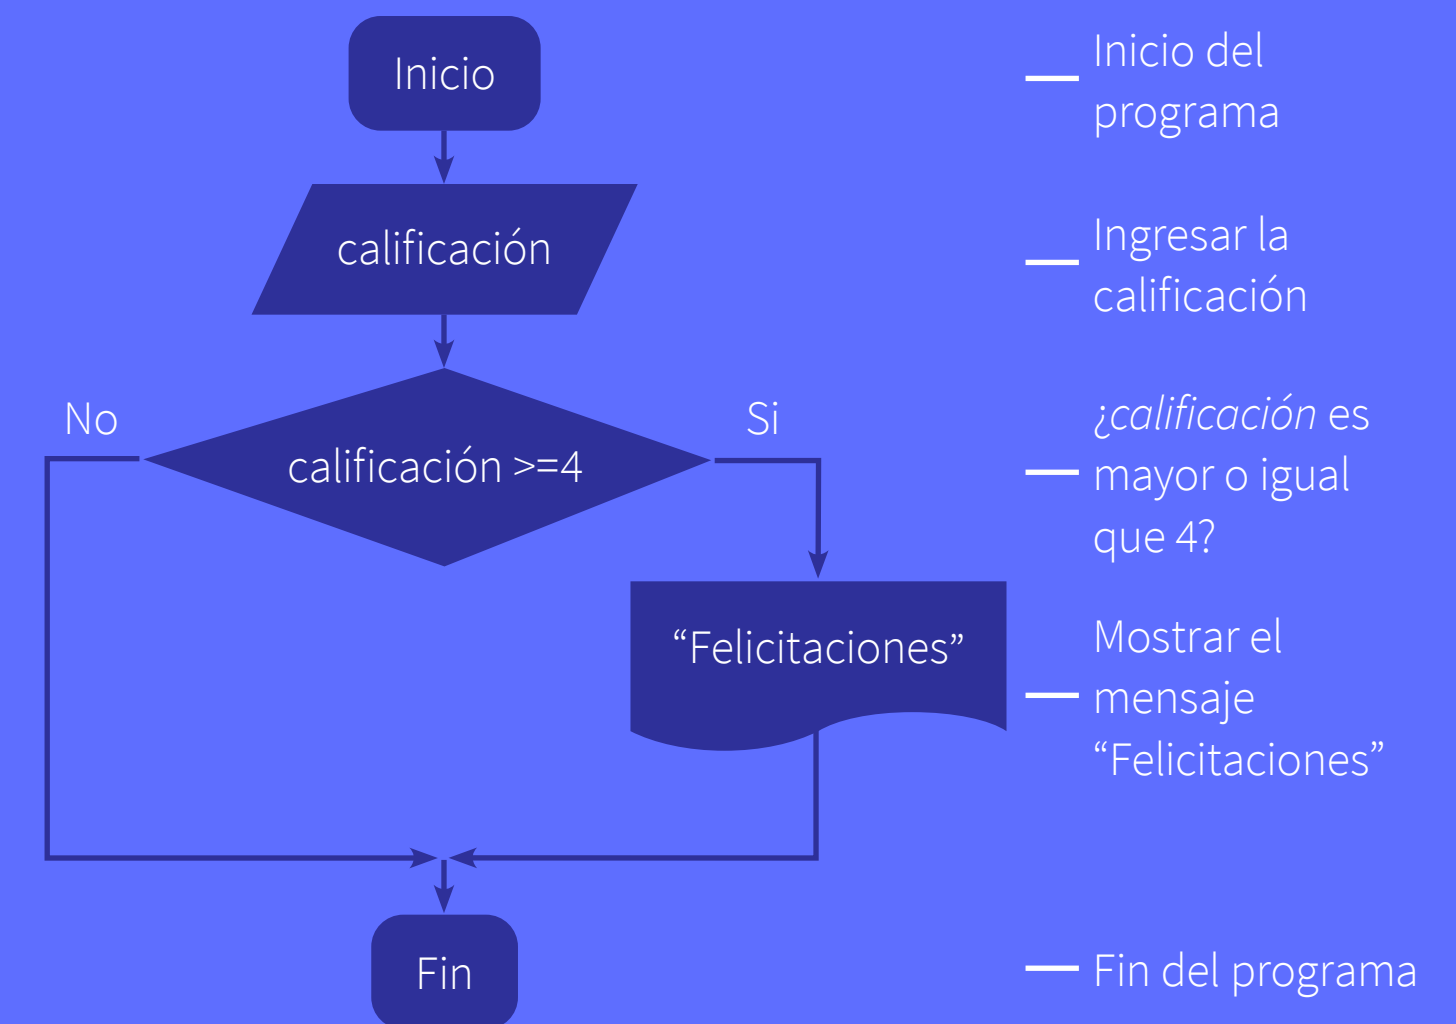 Inicio
calificación
No
Si
calificación >=4
“Felicitaciones”
Fin
Inicio del
programa
Ingresar la
calificación
¿calificación es
mayor o igual
que 4?
Mostrar el
mensaje
“Felicitaciones”
Fin del programa